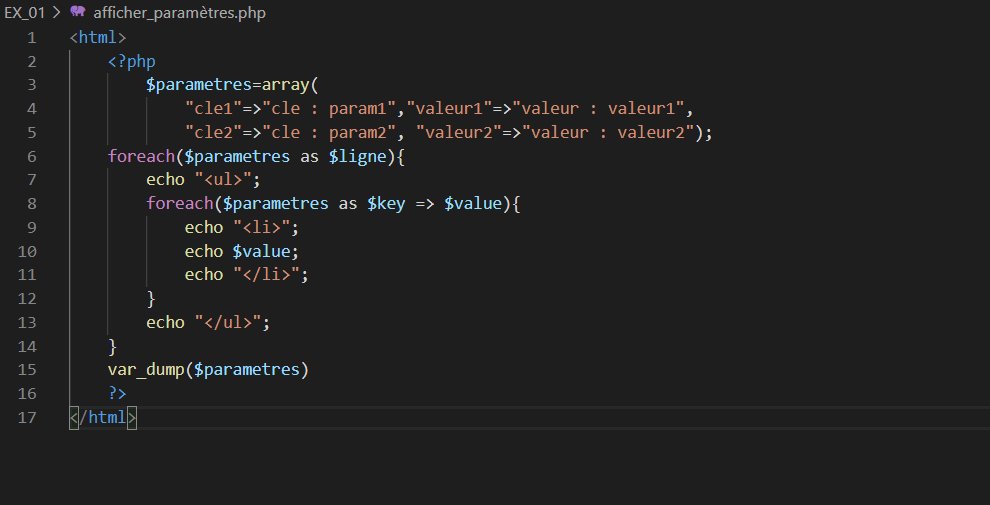 EX_01 > afficher_paramètres.php
1 <html>
2 <?php
3 $parametres=array(
4 "cle1"=>"cle : param1","valeur1"=>"valeur : valeur1",
5 "cle2"=>"cle : param2", "valeur2"=>"valeur : valeur2");
6 foreach($parametres as $ligne){
7 echo "<ul>";
8 foreach($parametres as $key => $value){
9 echo "<li>";
10 echo $value;
11 echo "</li>";
12 }
13 echo "</ul>";
14 }
15 var_dump($parametres)
16 ?>
17 </html>